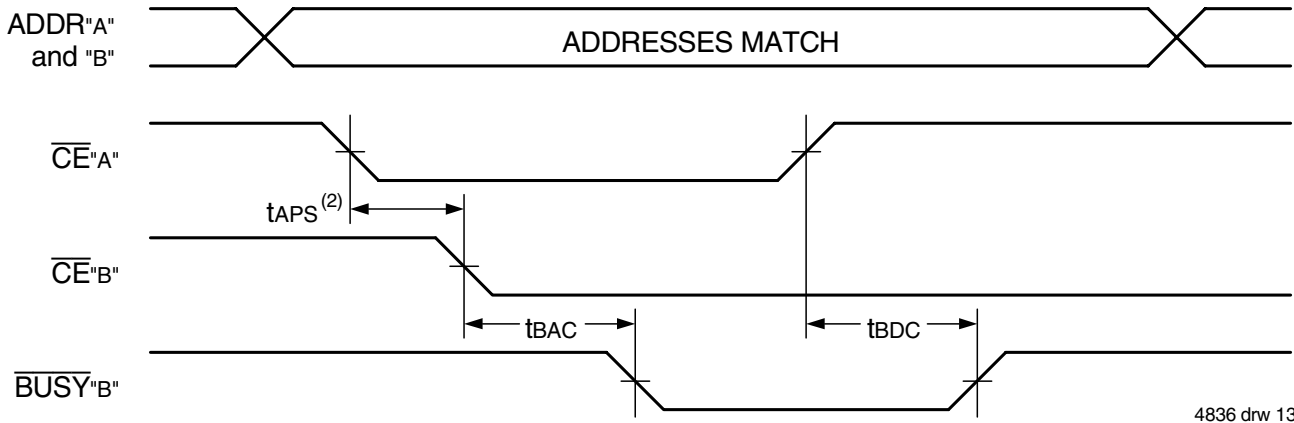 ADDR"A"
and "B"
ADDRESSES MATCH
CE"A"
tAPS(2)
CE"B"
tBAC
tBDC
BUSY"B"
4836 drw 13